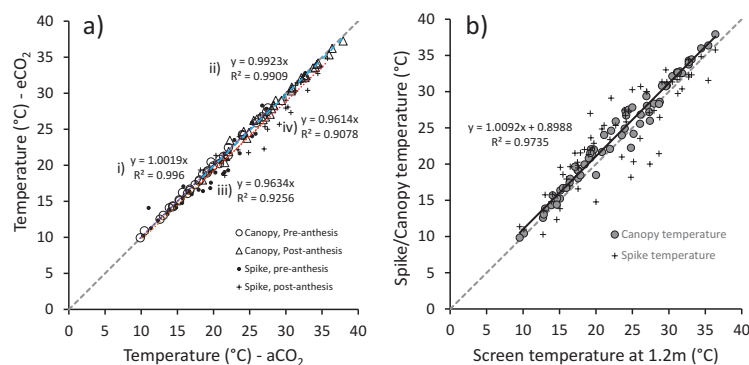 a)
Temperature (°C) - eCO2
40
35
30
25
20
15
10
5
0
ii) y = 0.9923x
R² = 0.9909
iv) y = 0.9614x
R² = 0.9078
i) y = 1.0019x
R² = 0.996
iii) y = 0.9634x
R² = 0.9256
Canopy, Pre-anthesis
Canopy, Post-anthesis
Spike, pre-anthesis
Spike, post-anthesis
0 5 10 15 20 25 30 35 40
Temperature (°C) - aCO2
b)
Spike/Canopy temperature (°C)
40
35
30
25
20
15
10
5
0
y = 1.0092x + 0.8988
R² = 0.9735
Canopy temperature
Spike temperature
0 5 10 15 20 25 30 35 40
Screen temperature at 1.2m (°C)